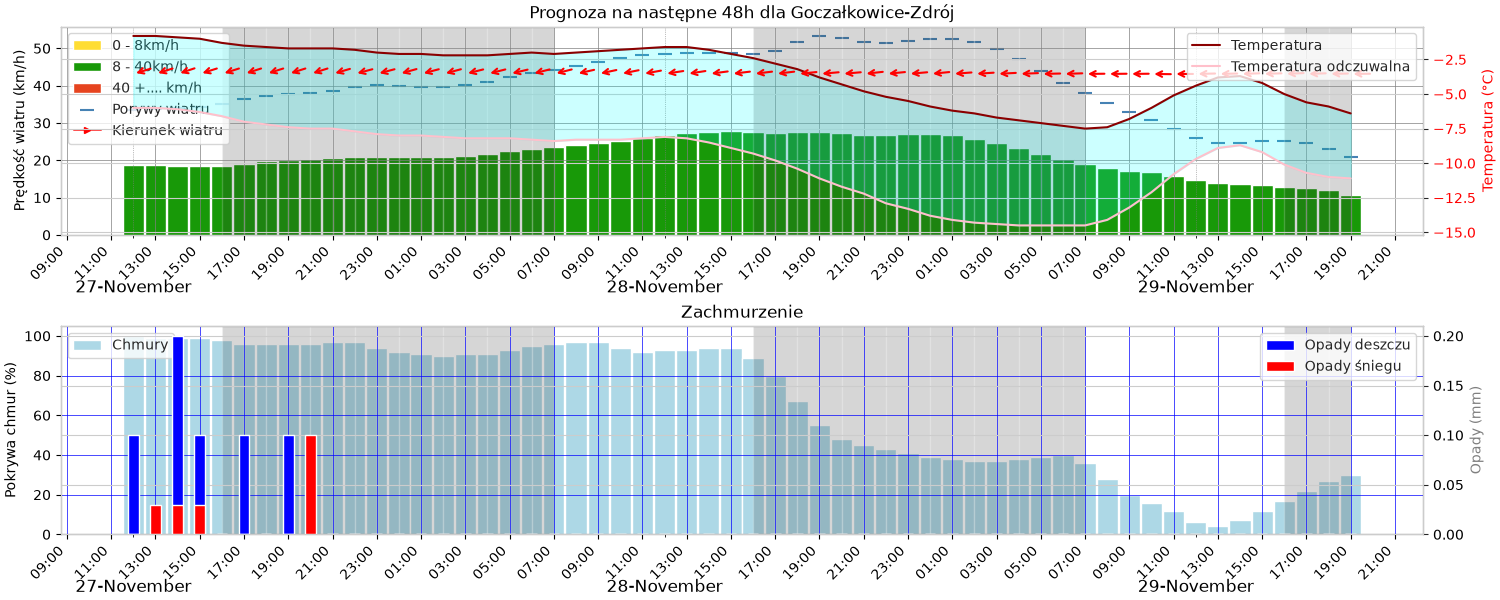 Prognoza na następne 48h dla Goczałkowice-Zdrój
Prędkość wiatru (km/h)
50
40
30
20
10
0
0 - 8km/h
8 - 40km/h
40 +.... km/h
Porywy wiatru
Kierunek wiatru
Temperatura
Temperatura odczuwalna
−2.5
−5.0
−7.5
−10.0
−12.5
−15.0
Temperatura (°C)
09:00 11:00 13:00 15:00 17:00 19:00 21:00 23:00 01:00 03:00 05:00 07:00 09:00 11:00 13:00 15:00 17:00 19:00 21:00 23:00 01:00 03:00 05:00 07:00 09:00 11:00 13:00 15:00 17:00 19:00 21:00
27-November 28-November 29-November
Zachmurzenie
Pokrywa chmur (%)
100
80
60
40
20
0
Chmury
Opady deszczu
Opady śniegu
0.20
0.15
0.10
0.05
0.00
Opady (mm)
09:00 11:00 13:00 15:00 17:00 19:00 21:00 23:00 01:00 03:00 05:00 07:00 09:00 11:00 13:00 15:00 17:00 19:00 21:00 23:00 01:00 03:00 05:00 07:00 09:00 11:00 13:00 15:00 17:00 19:00 21:00
27-November 28-November 29-November